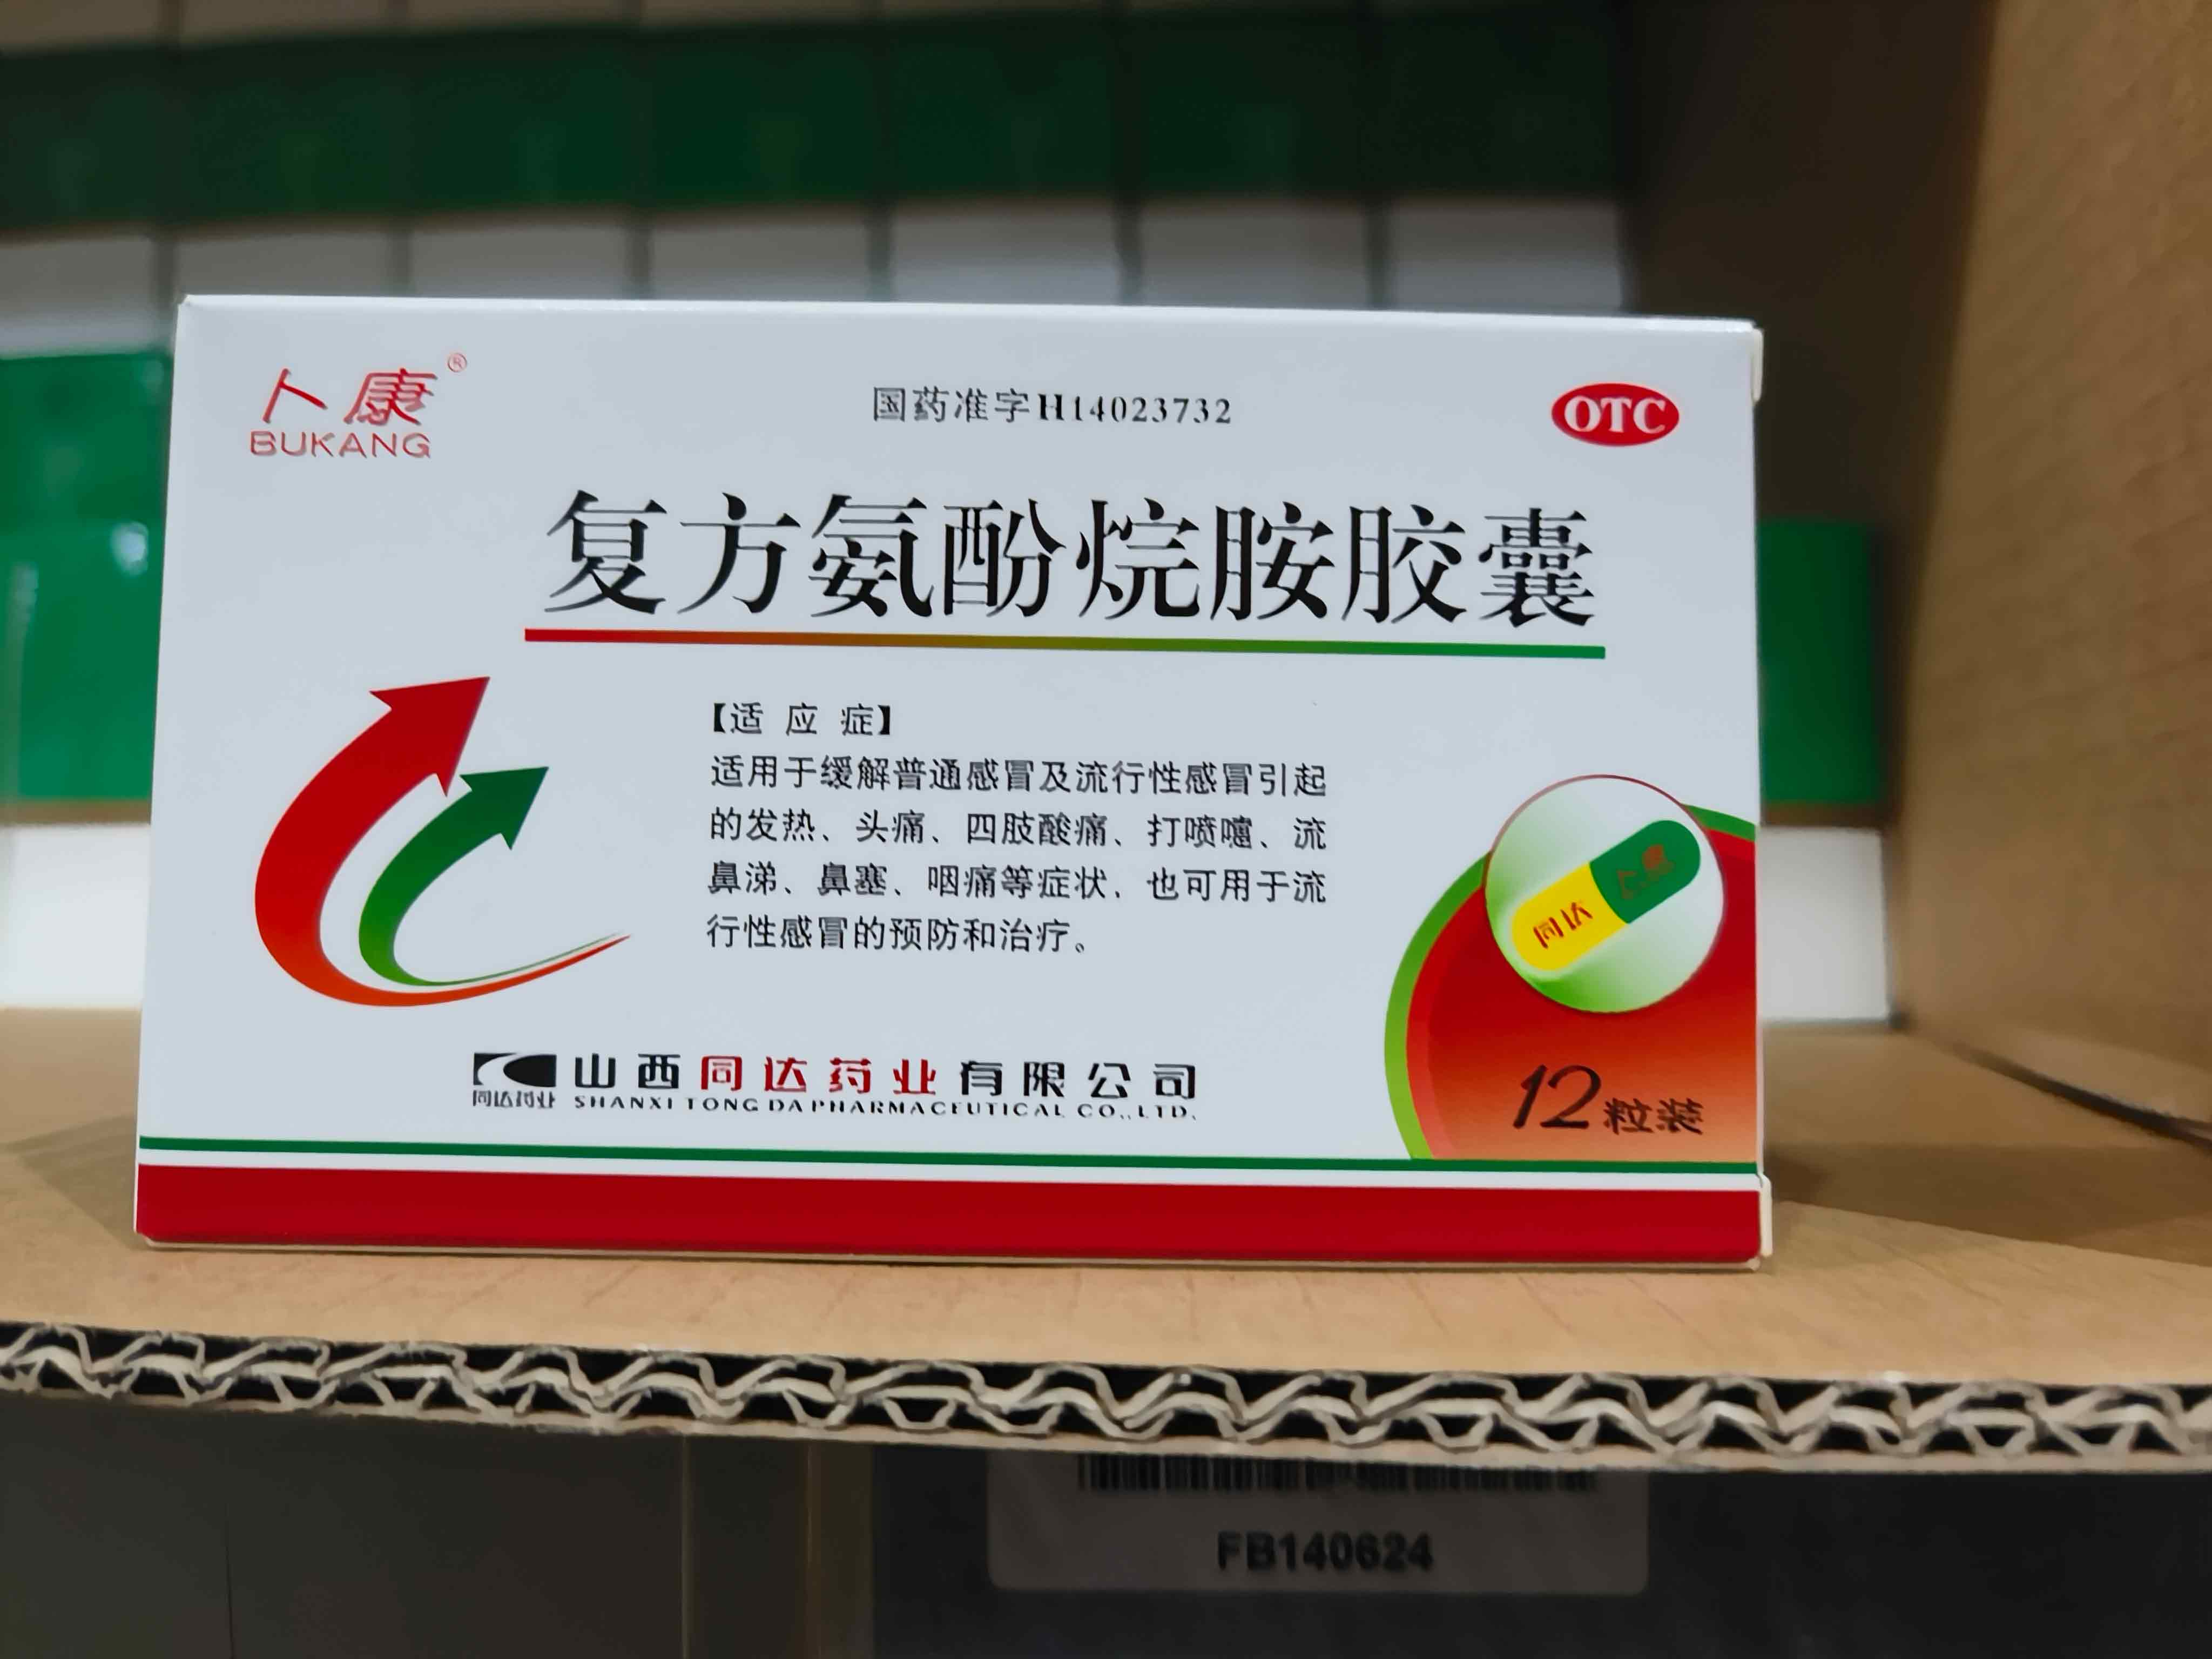 卜康®
BUKANG
国药准字H14023732
OTC
复方氨酚烷胺胶囊
【适 应 症】
适用于缓解普通感冒及流行性感冒引起
的发热、头痛、四肢酸痛、打喷嚏、流
鼻涕、鼻塞、咽痛等症状，也可用于流
行性感冒的预防和治疗。
同达
卜康
12粒装
同达药业
山西同达药业有限公司
SHANXI TONG DA PHARMACEUTICAL CO.,LTD.
FB140624